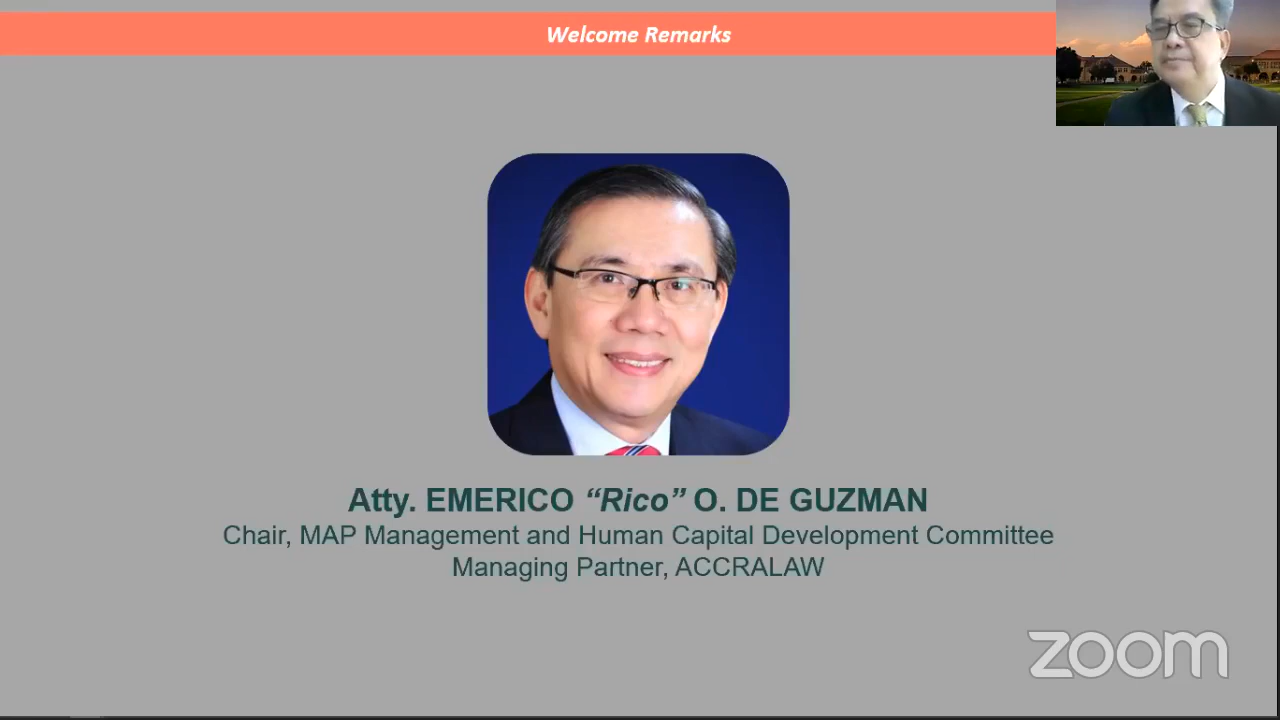 Welcome Remarks
Atty. EMERICO “Rico” O. DE GUZMAN
Chair, MAP Management and Human Capital Development Committee
Managing Partner, ACCRALAW
zoom